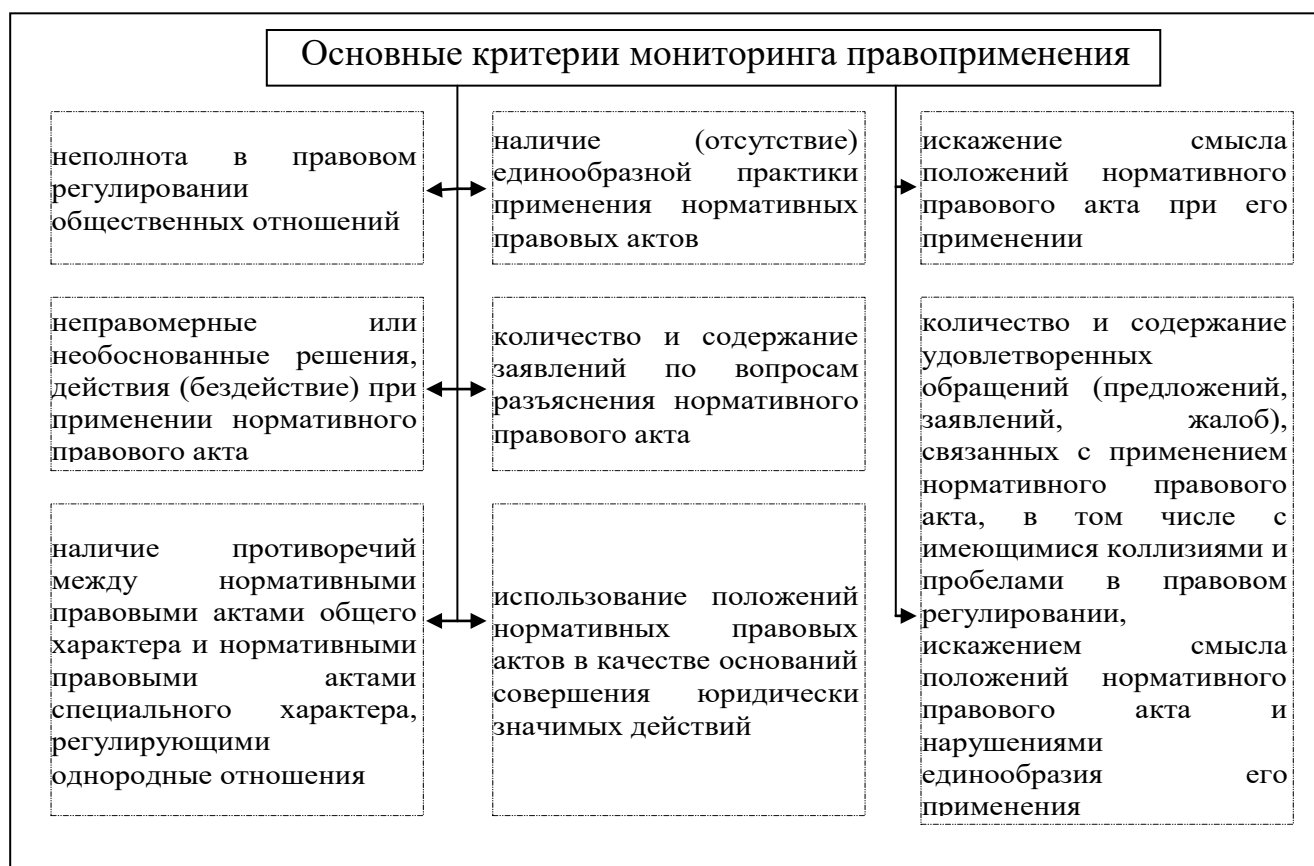 Основные критерии мониторинга правоприменения
неполнота в правовом
регулировании
общественных отношений
наличие (отсутствие)
единообразной практики
применения нормативных
правовых актов
искажение смысла
положений нормативного
правового акта при его
применении
неправомерные или
необоснованные решения,
действия (бездействие) при
применении нормативного
правового акта
количество и содержание
заявлений по вопросам
разъяснения нормативного
правового акта
количество и содержание
удовлетворенных
обращений (предложений,
заявлений, жалоб),
связанных с применением
нормативного правового
акта, в том числе с
имеющимися коллизиями и
пробелами в правовом
регулировании,
искажением смысла
положений нормативного
правового акта и
нарушениями
единообразия его
применения
наличие противоречий
между нормативными
правовыми актами общего
характера и нормативными
правовыми актами
специального характера,
регулирующими
однородные отношения
использование положений
нормативных правовых
актов в качестве оснований
совершения юридически
значимых действий